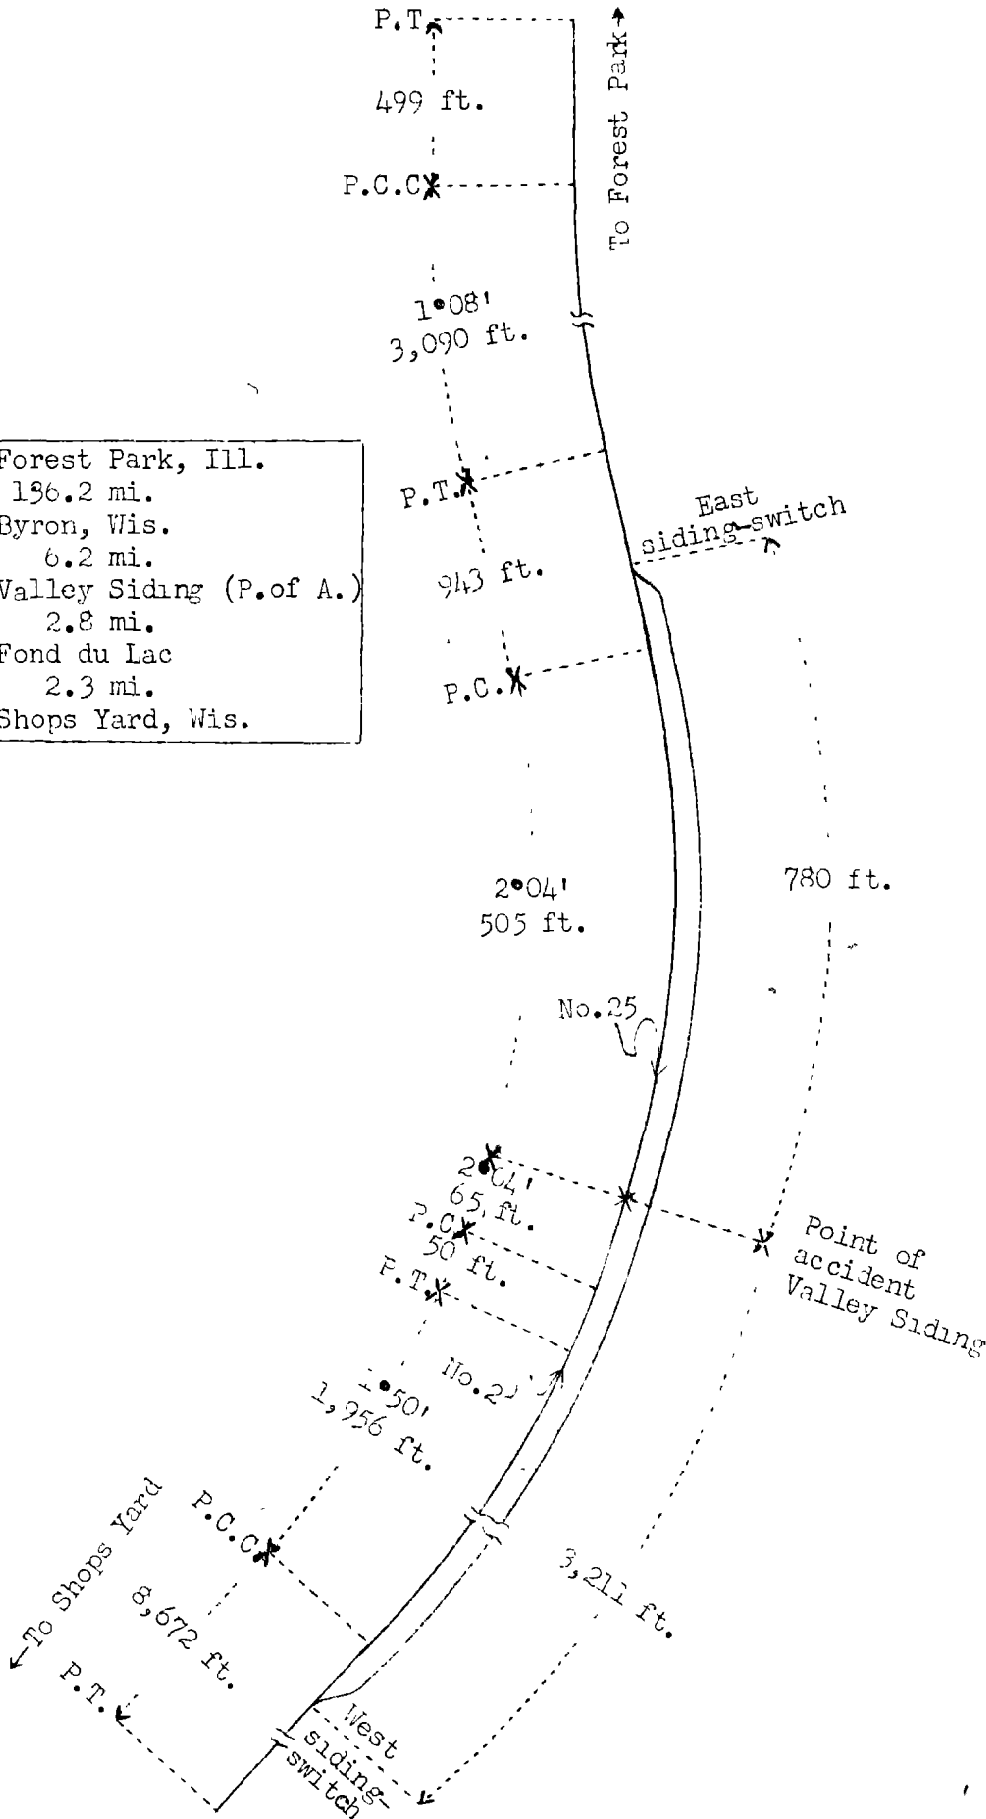 P.T.
499 ft.
P.C.C
To Forest Park
1°08'
3,090 ft.
Forest Park, Ill.
136.2 mi.
Byron, Wis.
6.2 mi.
Valley Siding (P.of A.)
2.8 mi.
Fond du Lac
2.3 mi.
Shops Yard, Wis.
P.T.
East
siding-switch
943 ft.
P.C.
780 ft.
2°04'
505 ft.
No.25
2°04'
65 ft.
P.C.
50 ft.
P.T.
Point of
accident
Valley Siding
1°50'
1,956 ft.
P.C.C
3,211 ft.
To Shops Yard
8,672 ft.
P.T.
West
siding-
switch